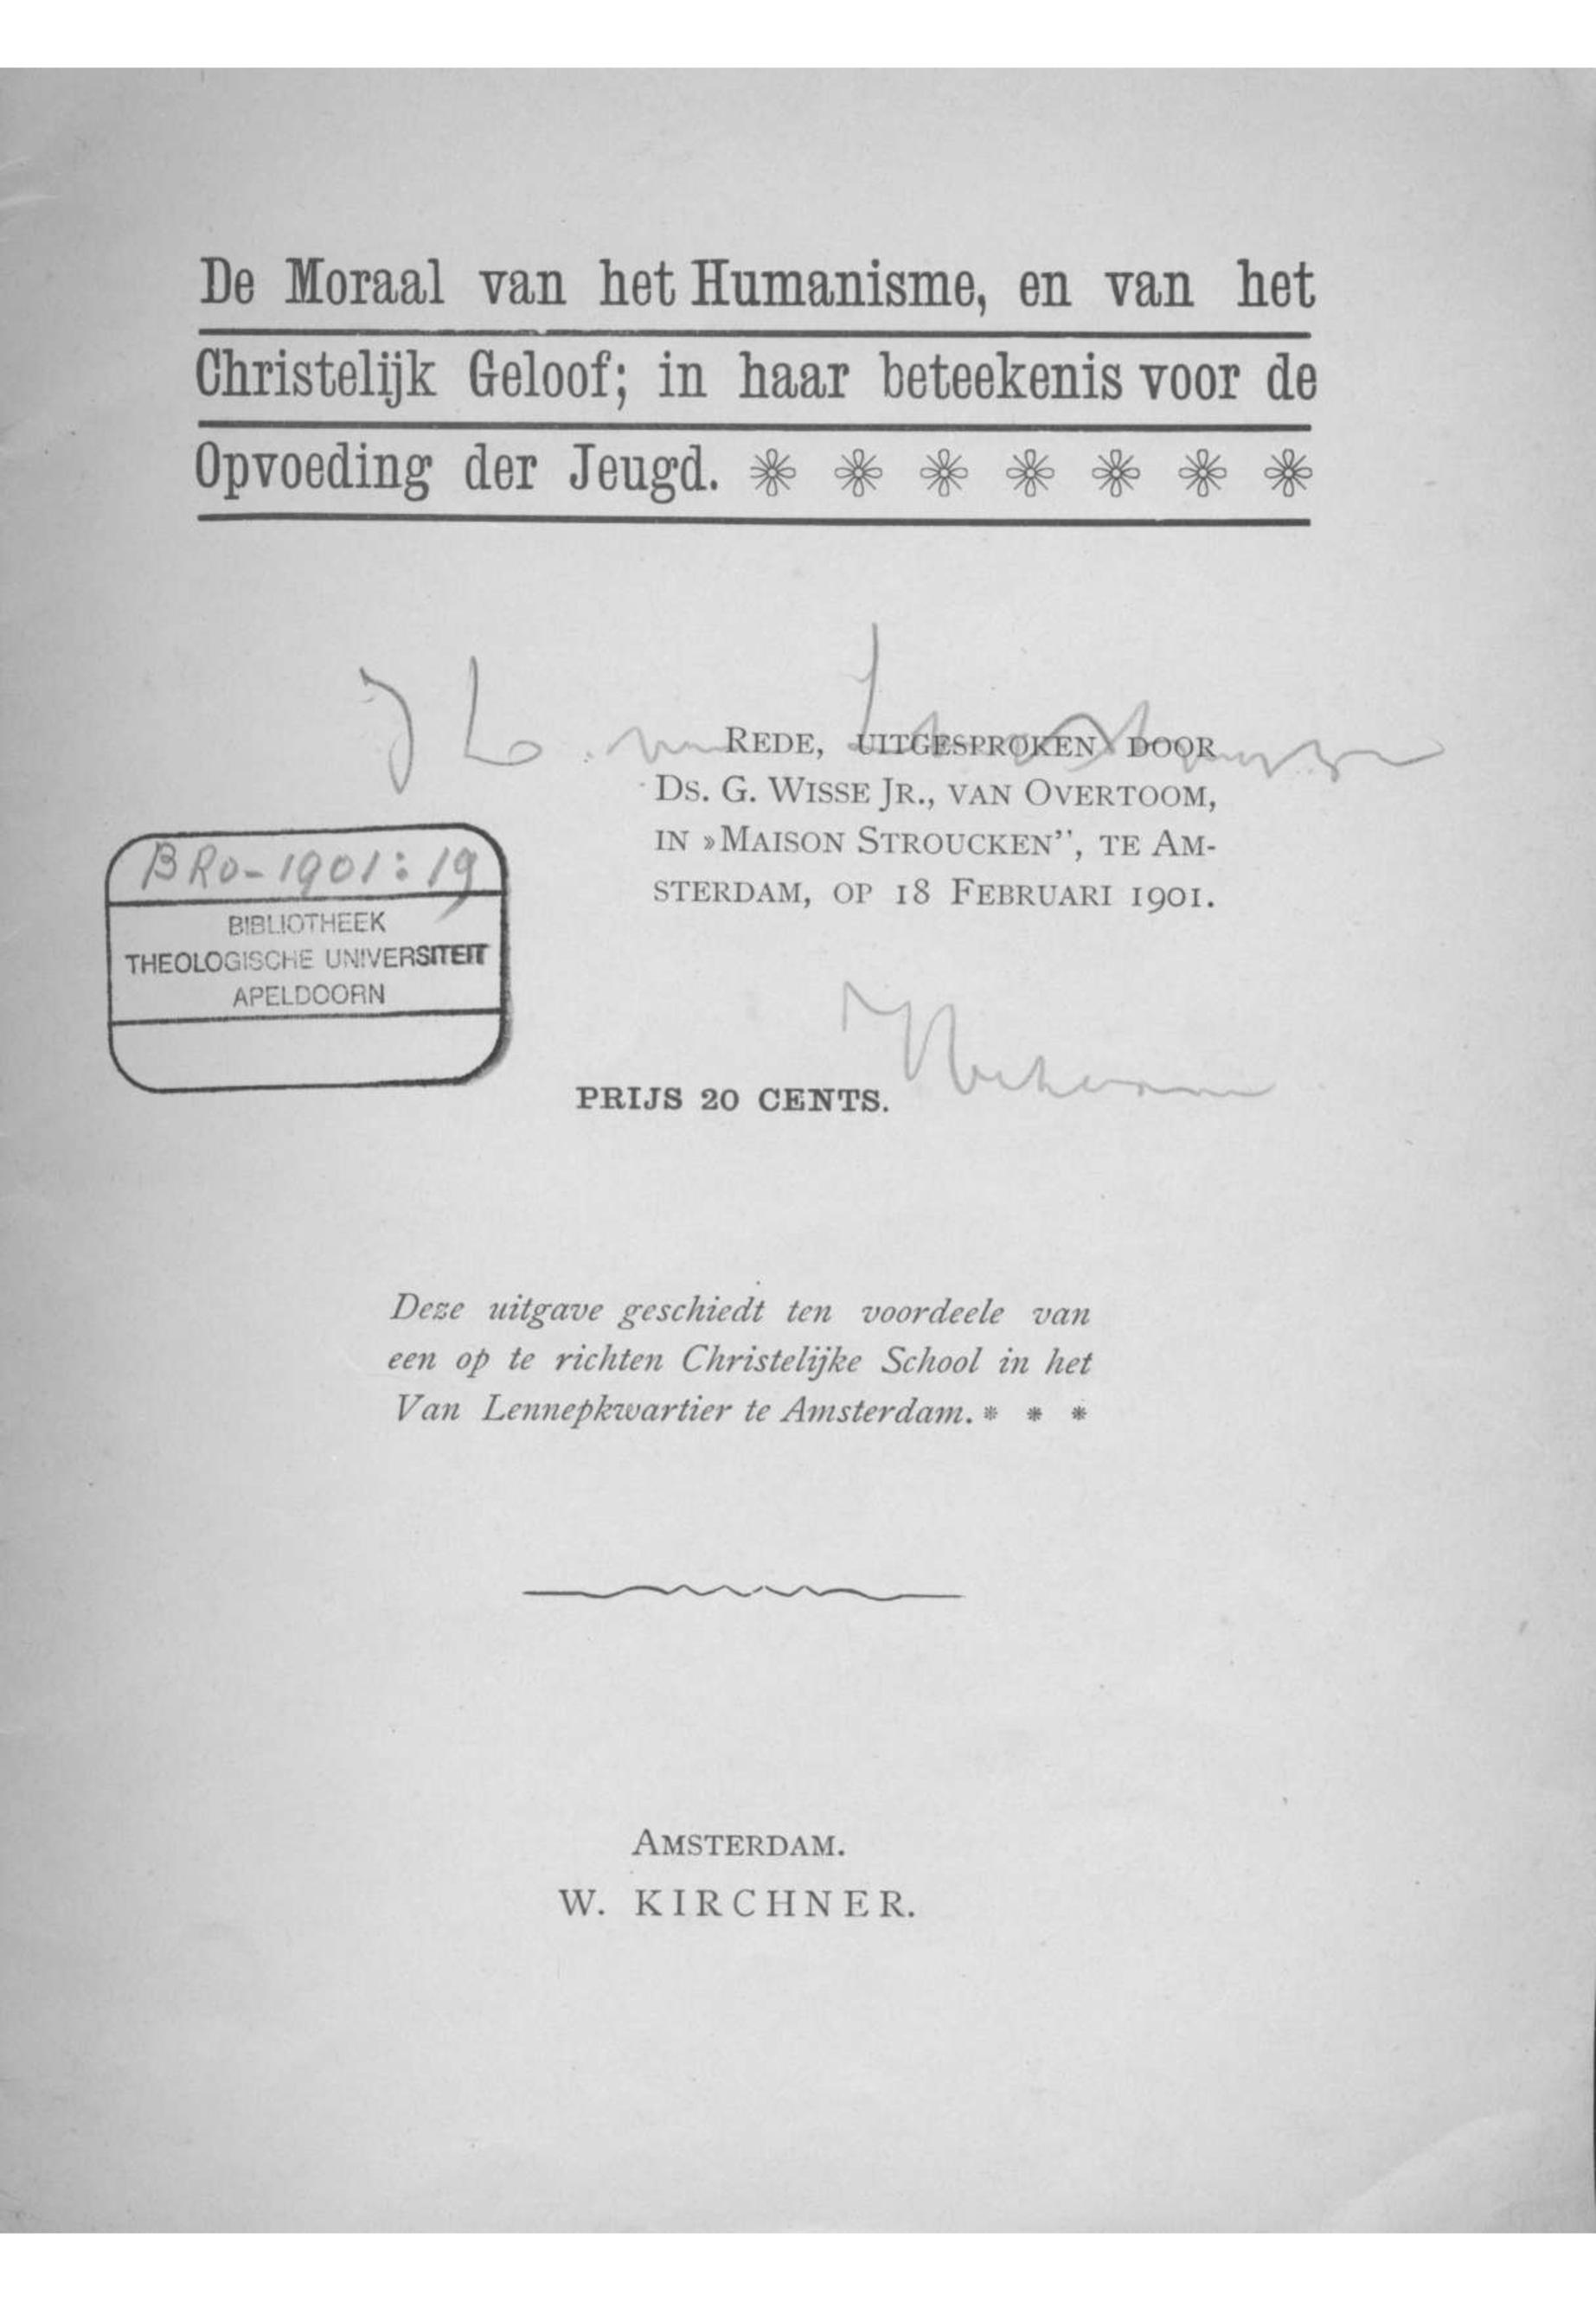 De Moraal van het Humanisme, en van het
Christelijk Geloof; in haar beteekenis voor de
Opvoeding der Jeugd.
REDE, UITGESPROKEN DOOR
DS. G. WISSE JR., VAN OVERTOOM,
IN »MAISON STROUCKEN”, TE AM-
STERDAM, OP 18 FEBRUARI 1901.
BRO-1901:19
BIBLIOTHEEK
THEOLOGISCHE UNIVERSITEIT
APELDOORN
PRIJS 20 CENTS.
Deze uitgave geschiedt ten voordeele van
een op te richten Christelijke School in het
Van Lennepkwartier te Amsterdam. * * *
AMSTERDAM.
W. KIRCHNER.